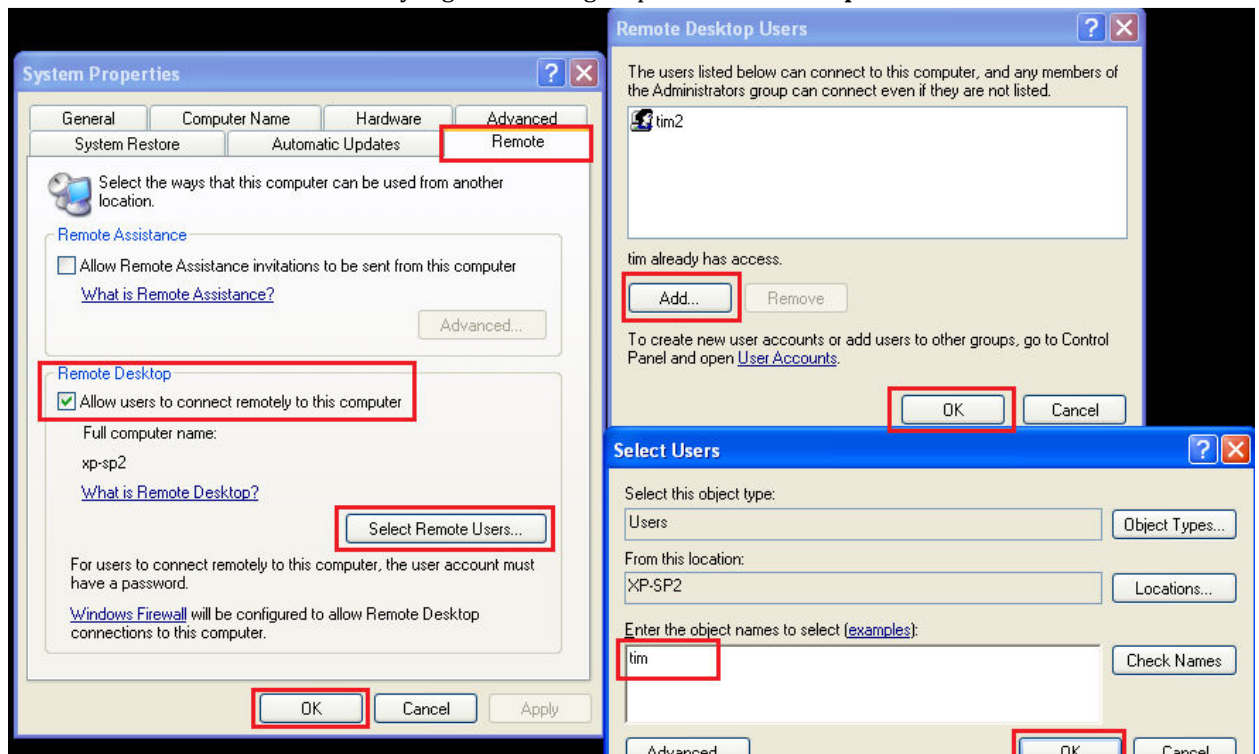 System Properties
General
Computer Name
Hardware
Advanced
System Restore
Automatic Updates
Remote
Select the ways that this computer can be used from another
location.
Remote Assistance
Allow Remote Assistance invitations to be sent from this computer
What is Remote Assistance?
Advanced...
Remote Desktop
Allow users to connect remotely to this computer
Full computer name:
xp-sp2
What is Remote Desktop?
Select Remote Users...
For users to connect remotely to this computer, the user account must
have a password.
Windows Firewall will be configured to allow Remote Desktop
connections to this computer.
OK
Cancel
Apply
Remote Desktop Users
The users listed below can connect to this computer, and any members of
the Administrators group can connect even if they are not listed.
tim2
tim already has access.
Add...
Remove
To create new user accounts or add users to other groups, go to Control
Panel and open User Accounts.
OK
Cancel
Select Users
Select this object type:
Users
Object Types...
From this location:
XP-SP2
Locations...
Enter the object names to select (examples):
tim
Check Names
Advanced...
OK
Cancel